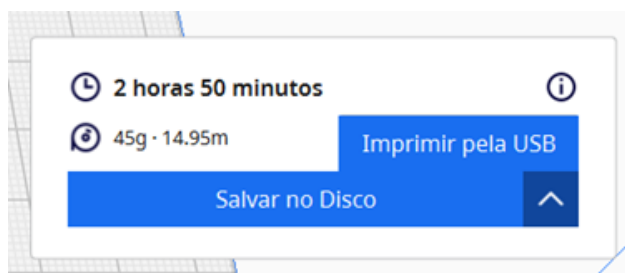 2 horas 50 minutos
45g · 14.95m
Imprimir pela USB
Salvar no Disco